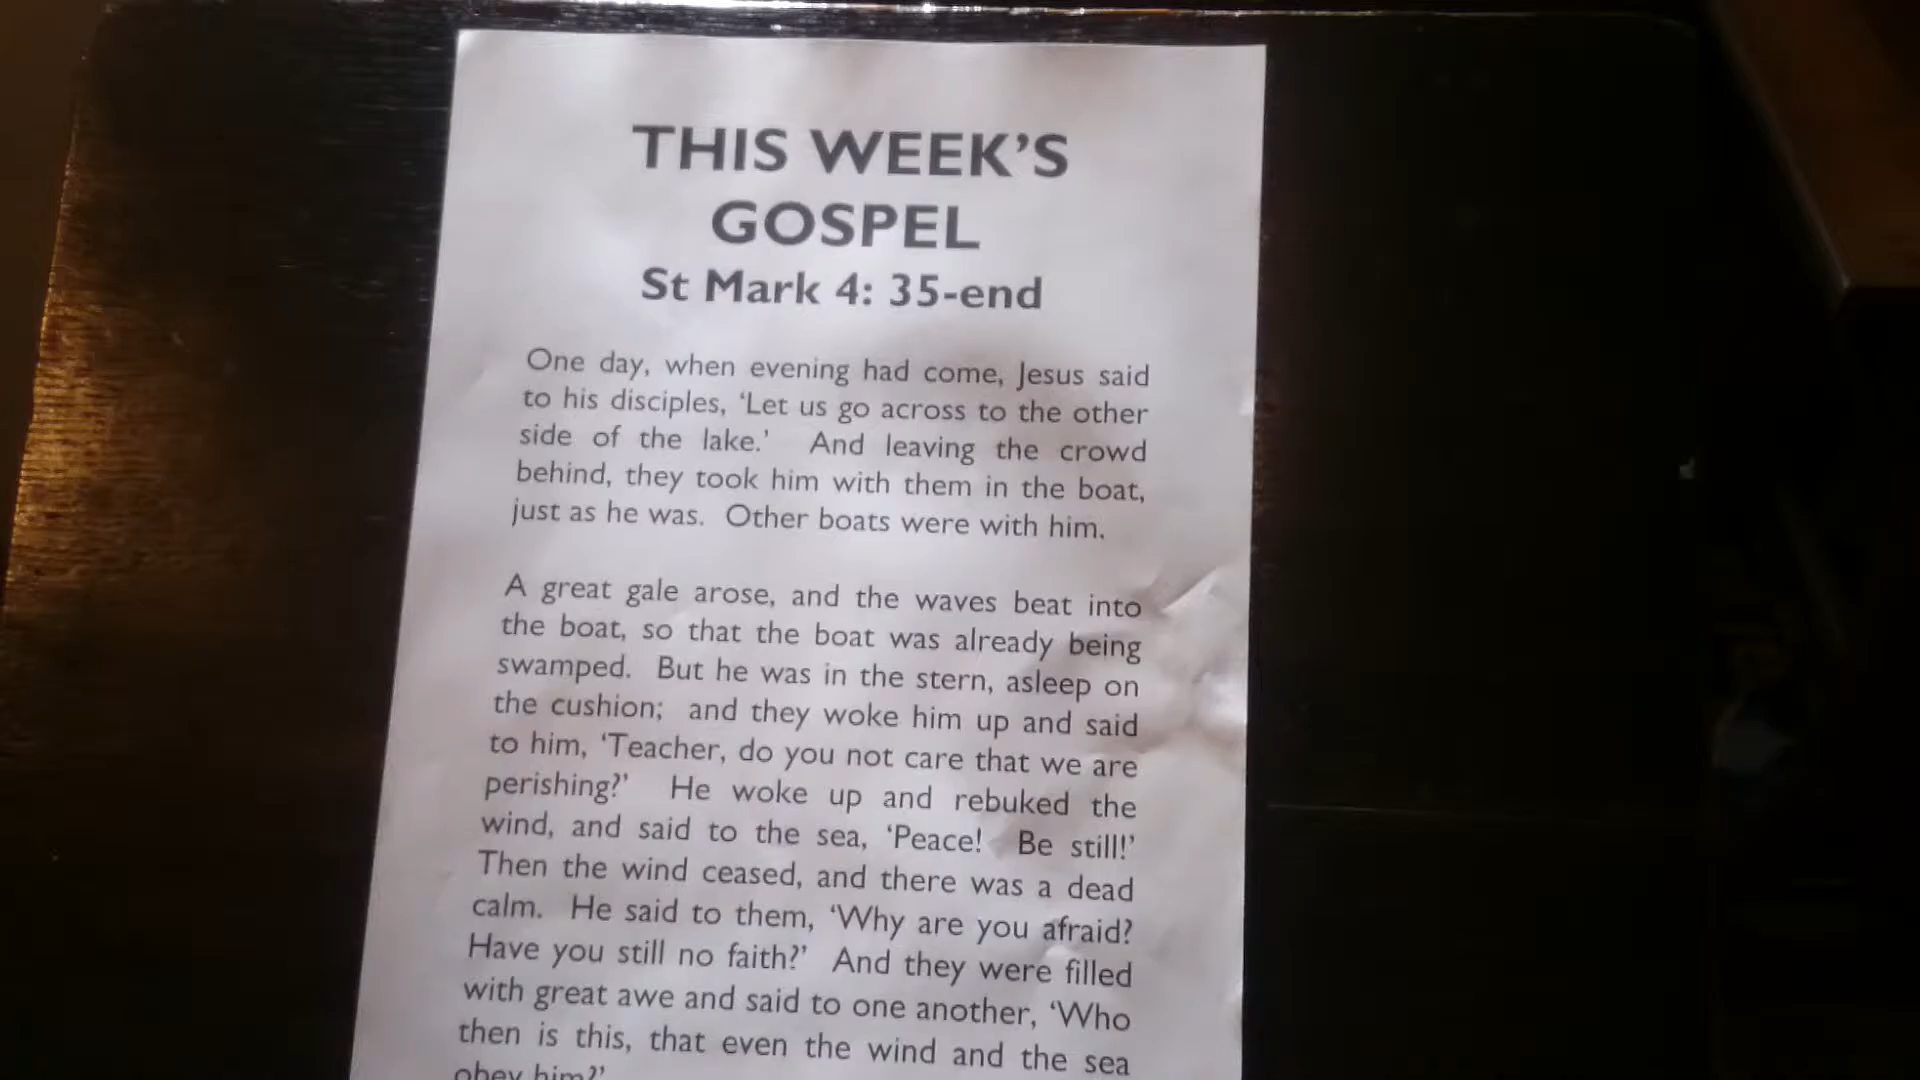 THIS WEEK’S
GOSPEL
St Mark 4: 35-end
One day, when evening had come, Jesus said
to his disciples, ‘Let us go across to the other
side of the lake.’ And leaving the crowd
behind, they took him with them in the boat,
just as he was. Other boats were with him.
A great gale arose, and the waves beat into
the boat, so that the boat was already being
swamped. But he was in the stern, asleep on
the cushion; and they woke him up and said
to him, ‘Teacher, do you not care that we are
perishing?’ He woke up and rebuked the
wind, and said to the sea, ‘Peace! Be still!’
Then the wind ceased, and there was a dead
calm. He said to them, ‘Why are you afraid?
Have you still no faith?’ And they were filled
with great awe and said to one another, ‘Who
then is this, that even the wind and the sea
obey him?’